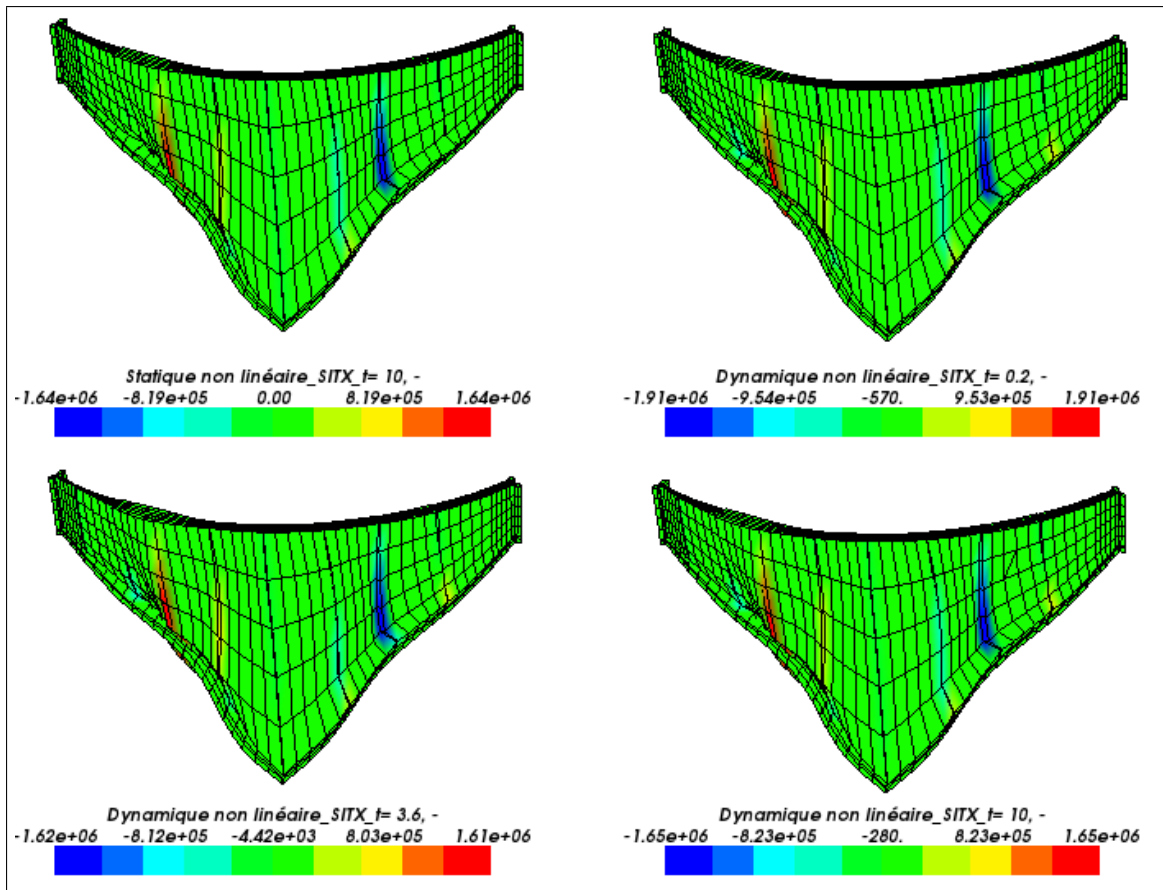 Statique non linéaire_SITX_t= 10, -
-1.64e+06 -8.19e+05 0.00 8.19e+05 1.64e+06
Dynamique non linéaire_SITX_t= 0.2, -
-1.91e+06 -9.54e+05 -570. 9.53e+05 1.91e+06
Dynamique non linéaire_SITX_t= 3.6, -
-1.62e+06 -8.12e+05 -4.42e+03 8.03e+05 1.61e+06
Dynamique non linéaire_SITX_t= 10, -
-1.65e+06 -8.23e+05 -280. 8.23e+05 1.65e+06